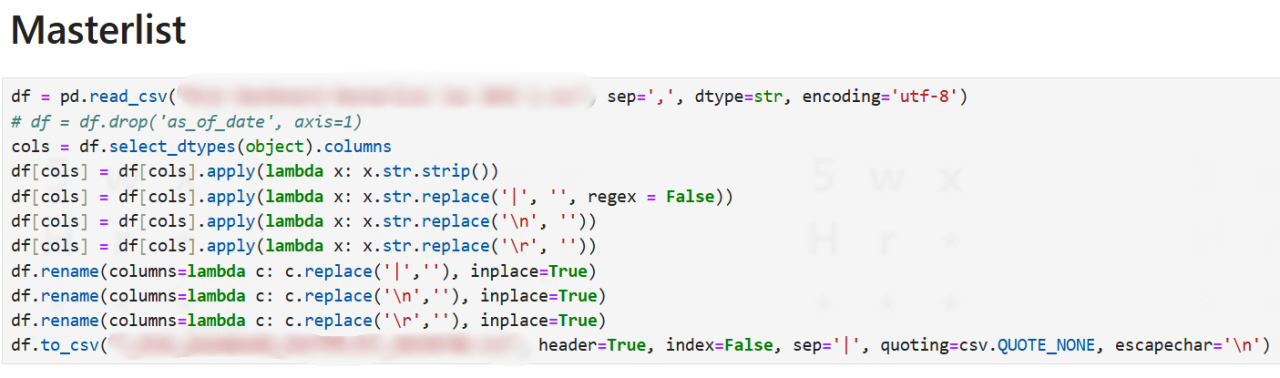 Masterlist
df = pd.read_csv( , sep=',', dtype=str, encoding='utf-8')
# df = df.drop('as_of_date', axis=1)
cols = df.select_dtypes(object).columns
df[cols] = df[cols].apply(lambda x: x.str.strip())
df[cols] = df[cols].apply(lambda x: x.str.replace('|', '', regex = False))
df[cols] = df[cols].apply(lambda x: x.str.replace('\n', ''))
df[cols] = df[cols].apply(lambda x: x.str.replace('\r', ''))
df.rename(columns=lambda c: c.replace('|',''), inplace=True)
df.rename(columns=lambda c: c.replace('\n',''), inplace=True)
df.rename(columns=lambda c: c.replace('\r',''), inplace=True)
df.to_csv( , header=True, index=False, sep='|', quoting=csv.QUOTE_NONE, escapechar='\n')
5 w x
H r *
* * *